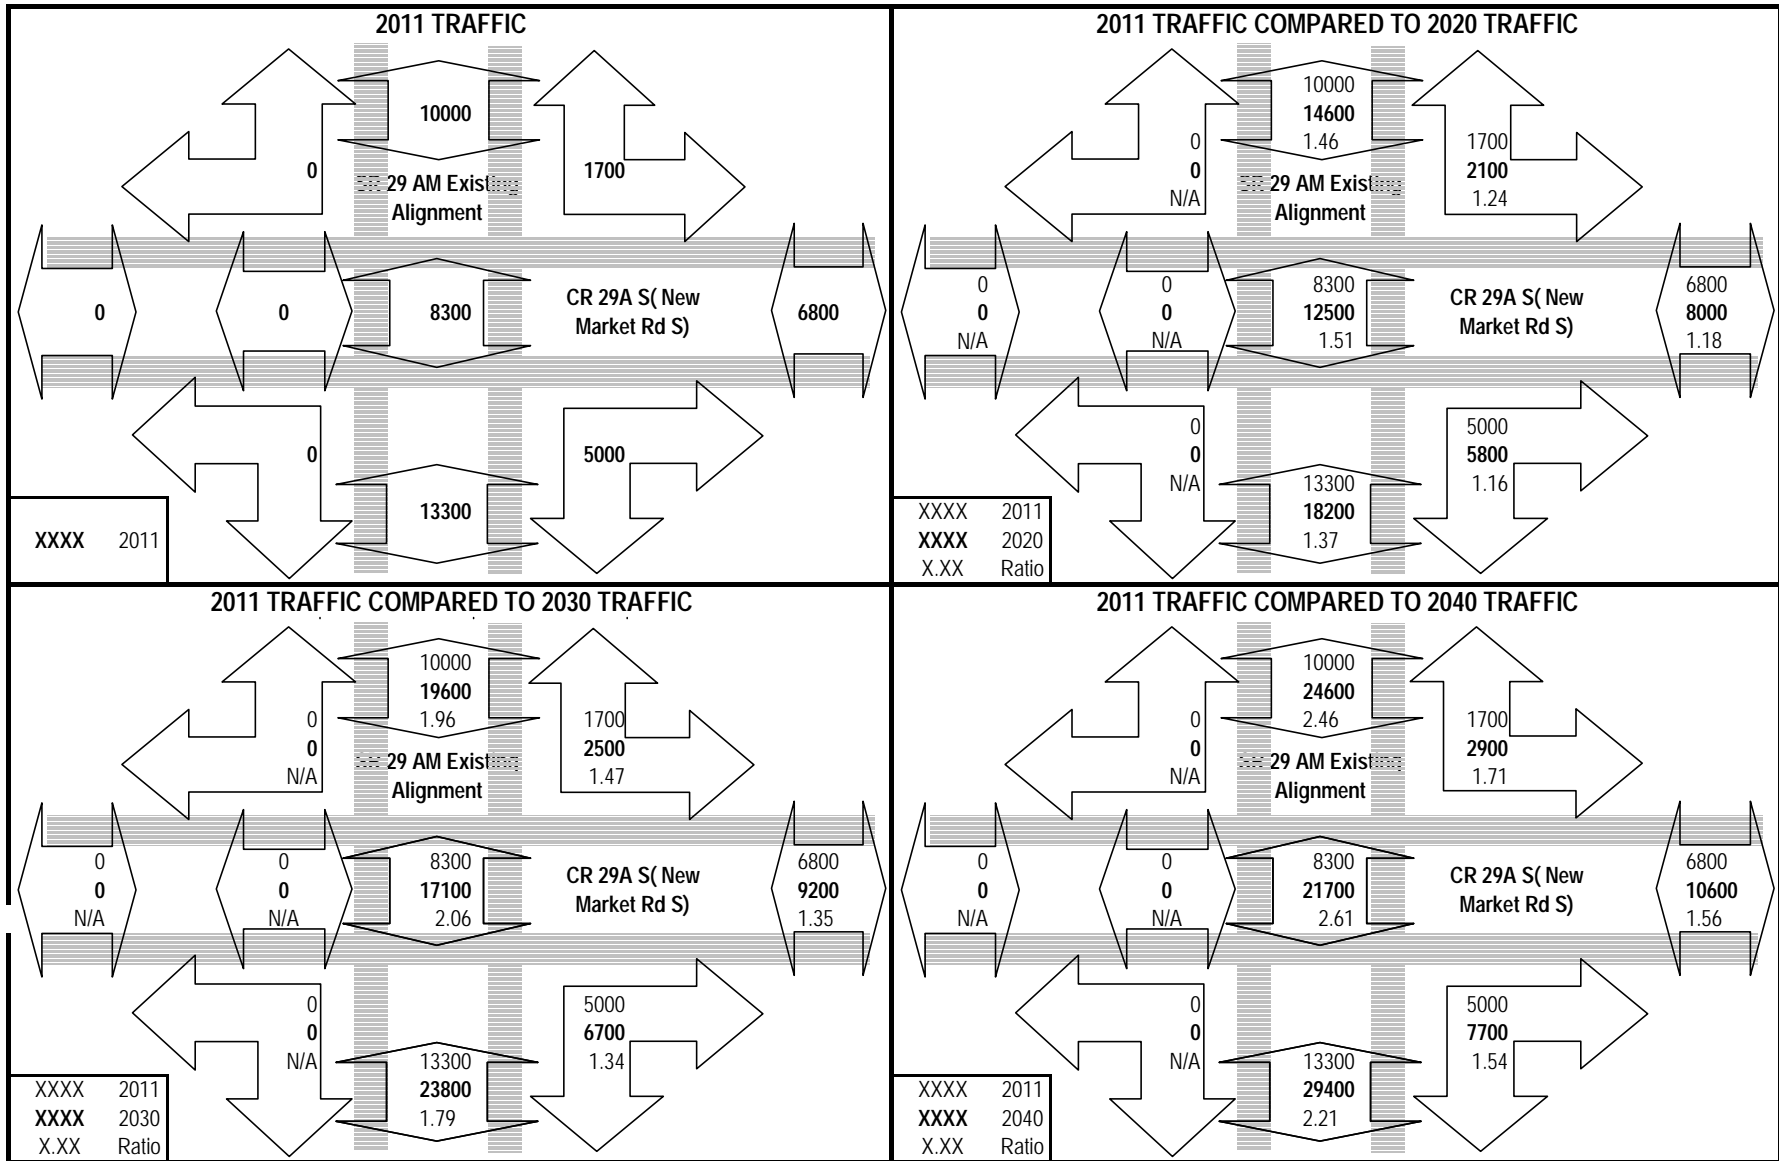 2011 TRAFFIC
10000
0
1700
29 AM Existing
Alignment
0
0
8300
CR 29A S( New
Market Rd S)
6800
0
5000
13300
XXXX 2011
2011 TRAFFIC COMPARED TO 2020 TRAFFIC
10000
14600
1.46
0
0
N/A
1700
2100
1.24
29 AM Existing
Alignment
0
0
N/A
0
0
N/A
8300
12500
1.51
CR 29A S( New
Market Rd S)
6800
8000
1.18
0
0
N/A
5000
5800
1.16
13300
18200
1.37
XXXX 2011
XXXX 2020
X.XX Ratio
2011 TRAFFIC COMPARED TO 2030 TRAFFIC
10000
19600
1.96
0
0
N/A
1700
2500
1.47
29 AM Existing
Alignment
0
0
N/A
0
0
N/A
8300
17100
2.06
CR 29A S( New
Market Rd S)
6800
9200
1.35
0
0
N/A
5000
6700
1.34
13300
23800
1.79
XXXX 2011
XXXX 2030
X.XX Ratio
2011 TRAFFIC COMPARED TO 2040 TRAFFIC
10000
24600
2.46
0
0
N/A
1700
2900
1.71
29 AM Existing
Alignment
0
0
N/A
0
0
N/A
8300
21700
2.61
CR 29A S( New
Market Rd S)
6800
10600
1.56
0
0
N/A
5000
7700
1.54
13300
29400
2.21
XXXX 2011
XXXX 2040
X.XX Ratio